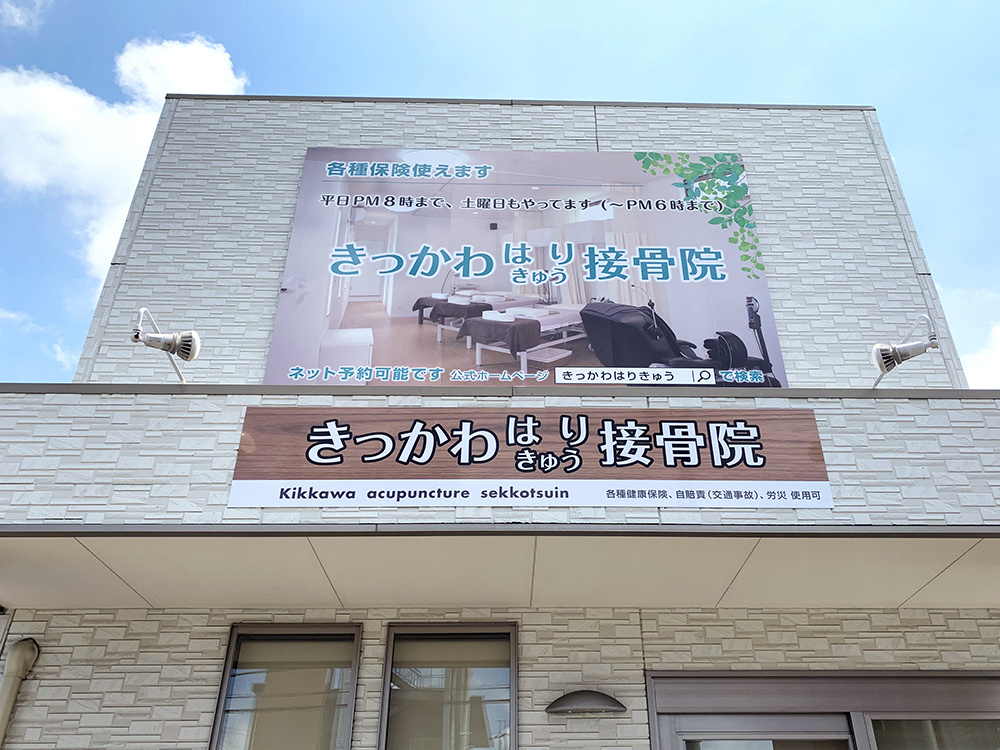 各種保険使えます
平日PM8時まで、土曜日もやってます(~PM6時まで)
きっかわ はり きゅう 接骨院
ネット予約可能です 公式ホームページ きっかわはりきゅう で検索
きっかわ はり きゅう 接骨院
Kikkawa acupuncture sekkotsuin 各種健康保険、自賠責(交通事故)、労災 使用可